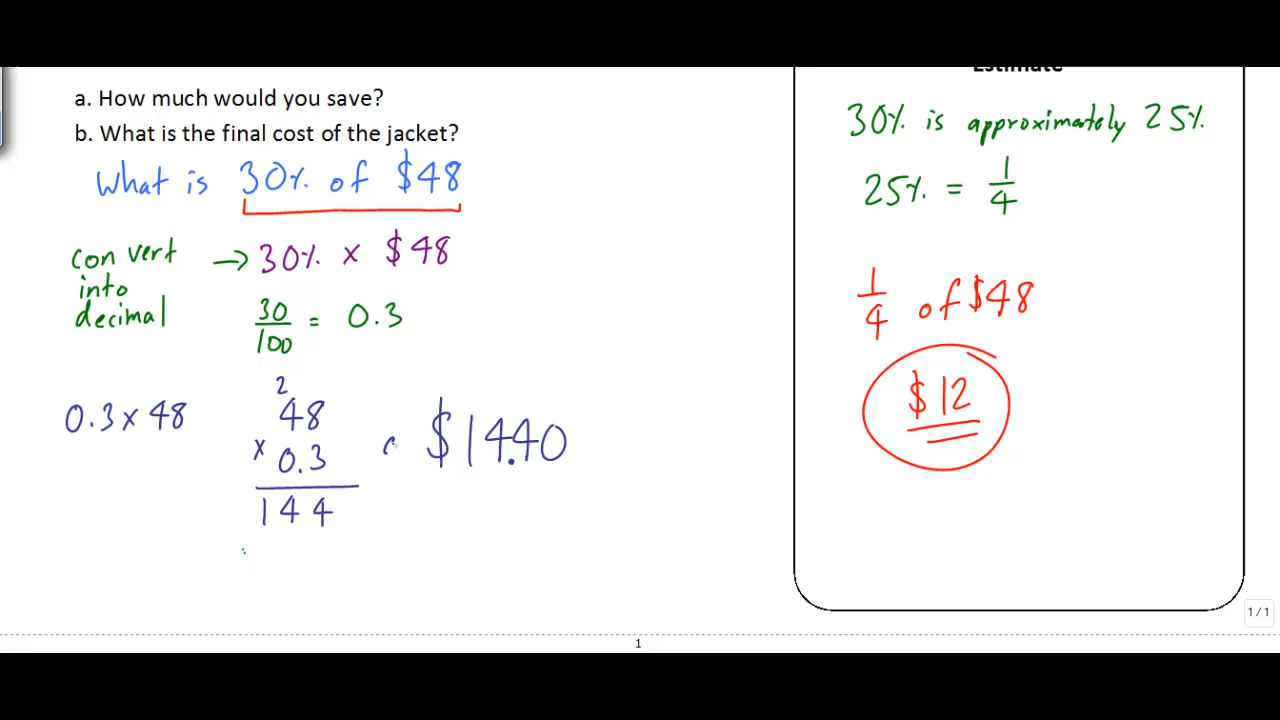 a. How much would you save?
b. What is the final cost of the jacket?
What is 30% of $48
convert → 30% × $48
into
decimal
30/100 = 0.3
0.3 × 48
2
48
× 0.3
144
$14.40
Estimate
30% is approximately 25%
25% = 1/4
1/4 of $48
$12
1 / 1
1